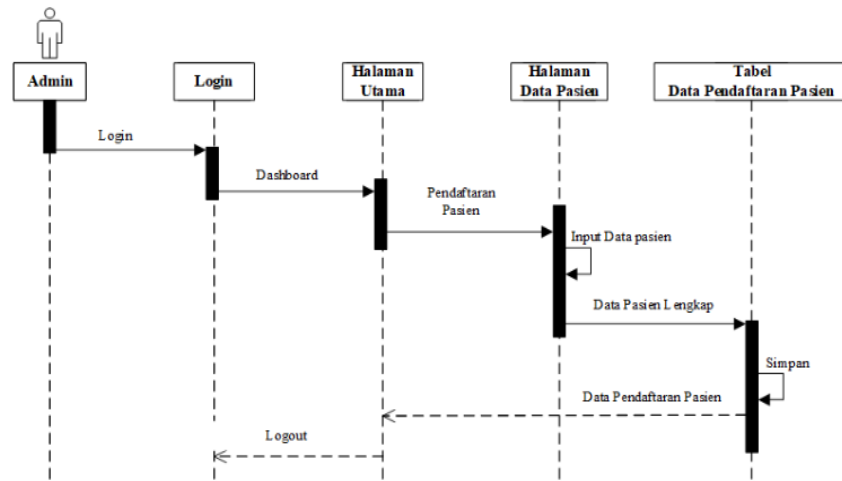 Admin
Login
Halaman
Utama
Halaman
Data Pasien
Tabel
Data Pendaftaran Pasien
Login
Dashboard
Pendaftaran
Pasien
Input Data pasien
Data Pasien Lengkap
Simpan
Data Pendaftaran Pasien
Logout